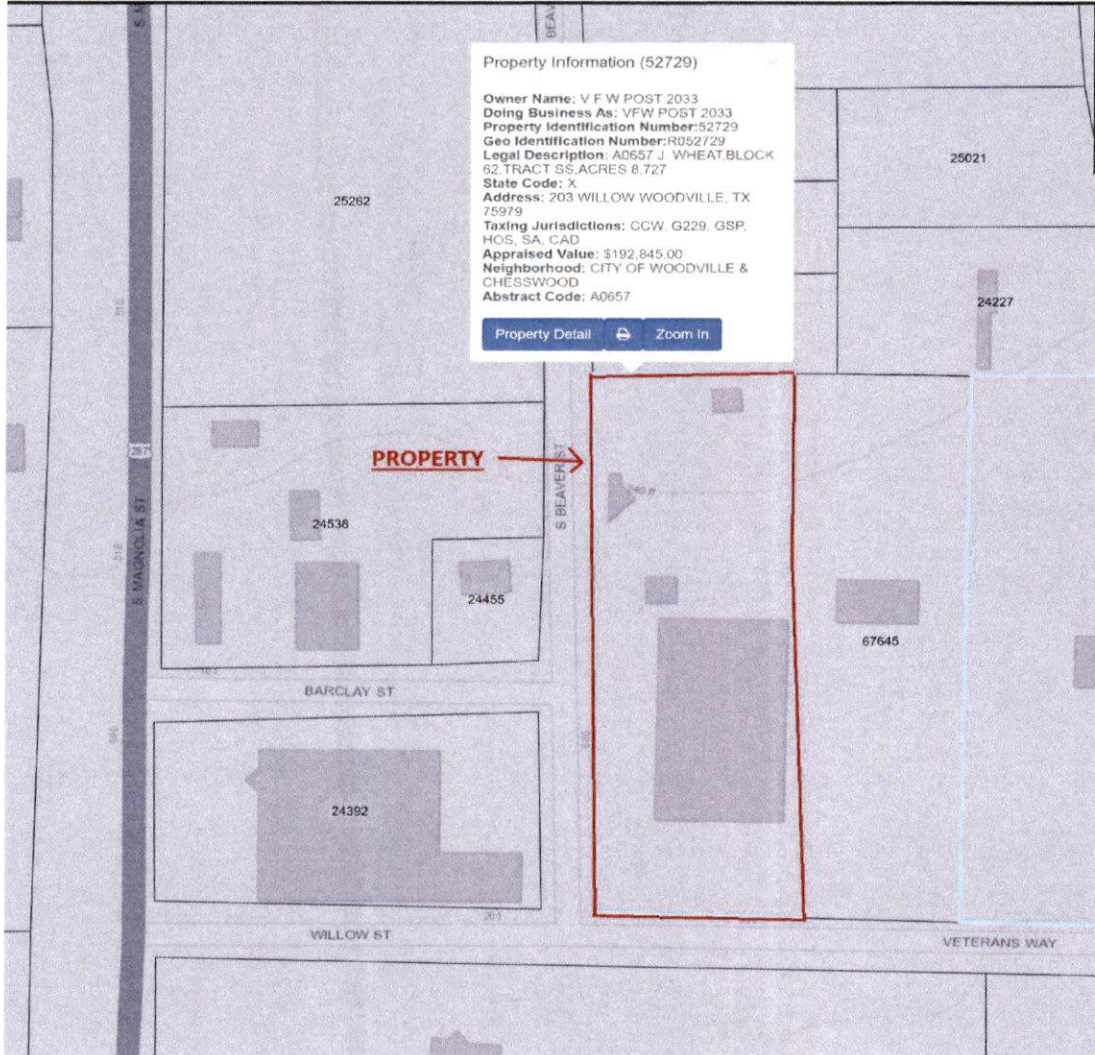 S M
BEAV
Property Information (52729)
Owner Name: V F W POST 2033
Doing Business As: VFW POST 2033
Property Identification Number:52729
Geo Identification Number:R052729
Legal Description: A0657 J. WHEAT,BLOCK
62,TRACT SS,ACRES 8.727
State Code: X
Address: 203 WILLOW WOODVILLE, TX
75979
Taxing Jurisdictions: CCW, G229, GSP,
HOS, SA, CAD
Appraised Value: $192,845.00
Neighborhood: CITY OF WOODVILLE &
CHESSWOOD
Abstract Code: A0657
Property Detail
Zoom In
25021
25262
24227
PROPERTY
287
S BEAVER ST
24538
S MAGNOLIA ST
24455
67645
BARCLAY ST
24392
201
WILLOW ST
VETERANS WAY